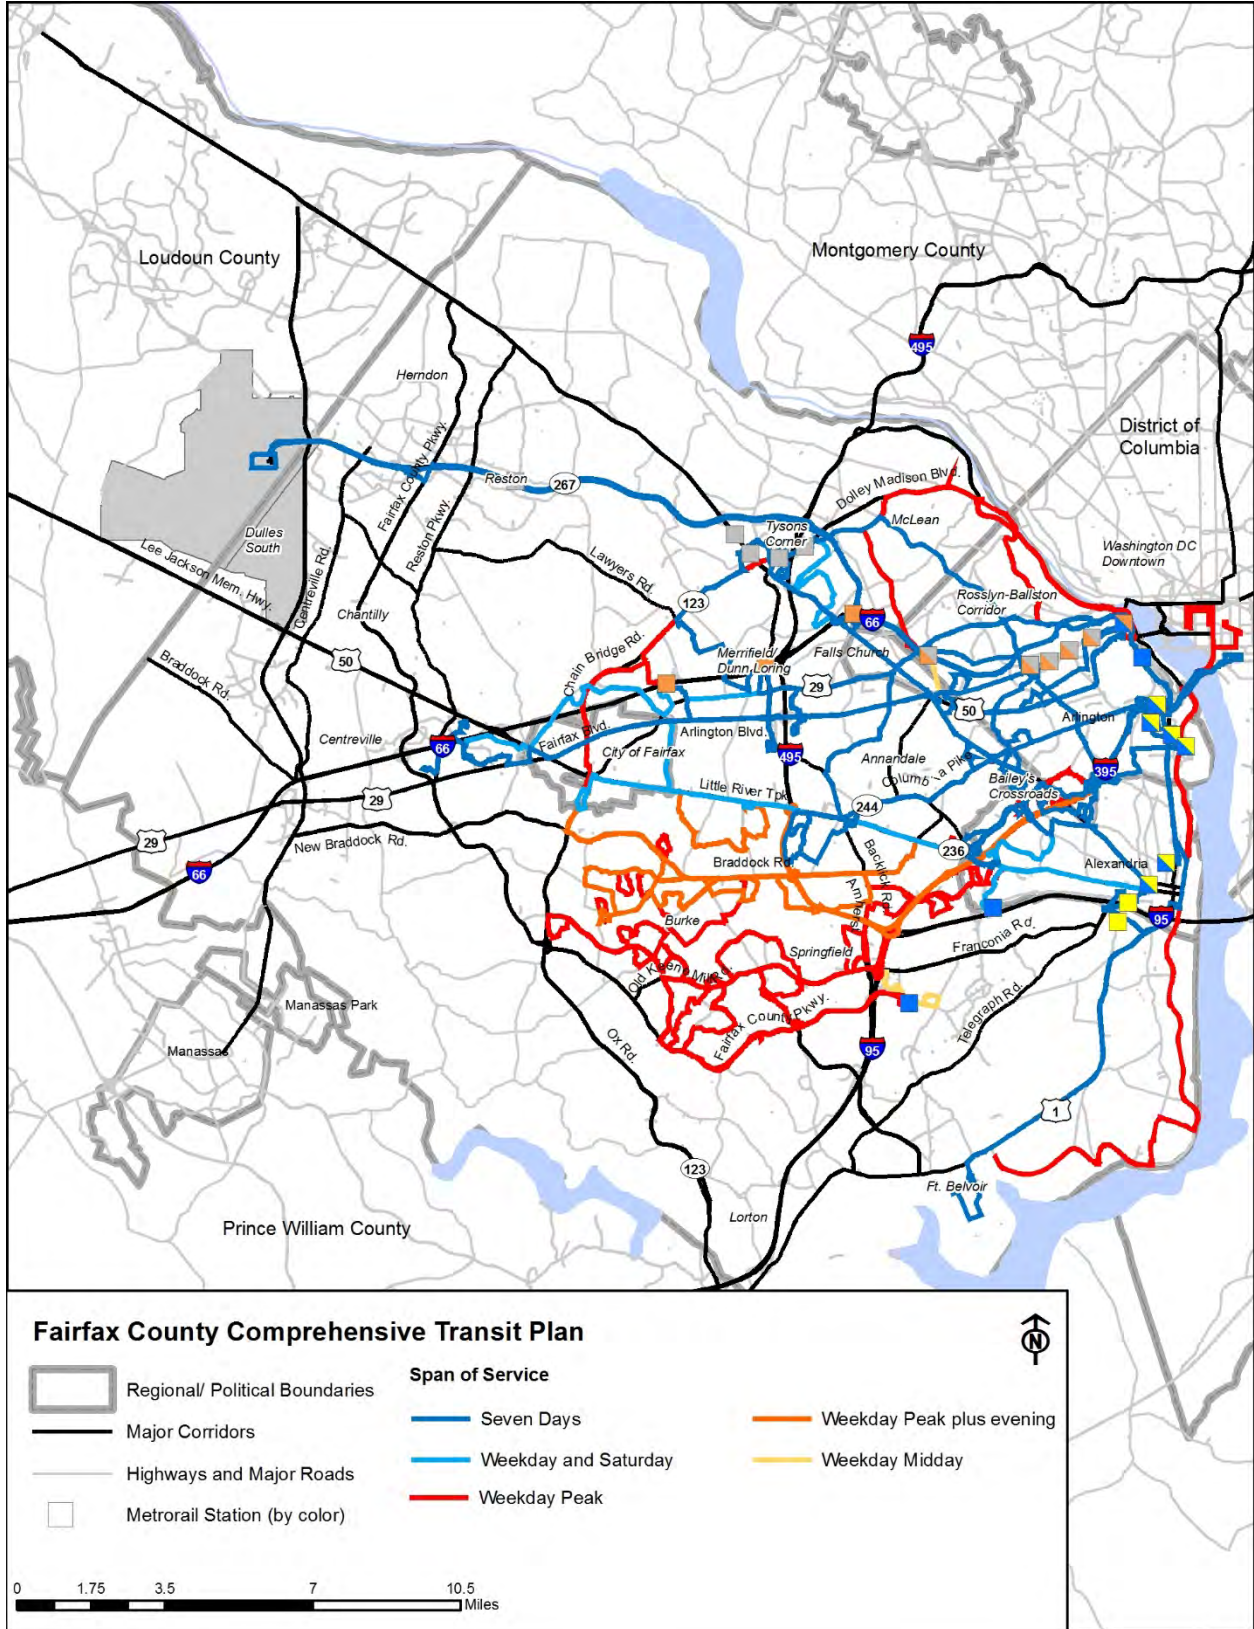 Loudoun County
Montgomery County
495
Herndon
District of
Columbia
Fairfax County Pkwy.
Reston
267
Dolley Madison Blvd.
McLean
Tysons
Corner
Reston Pkwy.
Dulles
South
Lee Jackson Mem. Hwy.
Centreville Rd.
Lawyers Rd.
Washington DC
Downtown
Rosslyn-Ballston
Corridor
123
66
Chantilly
Chain Bridge Rd.
Merrifield/
Dunn Loring
Falls Church
50
Braddock Rd.
29
50
Arlington
Centreville
66
Fairfax Blvd.
Arlington Blvd.
City of Fairfax
495
Annandale
Columbia Pike
Bailey's
Crossroads
395
Little River Tpk.
29
244
29
New Braddock Rd.
Braddock Rd.
Backlick Rd.
236
Alexandria
66
Amherst
Burke
95
Franconia Rd.
Springfield
Old Keene Mill Rd.
Manassas Park
Fairfax County Pkwy.
Telegraph Rd.
Manassas
Ox Rd.
95
1
123
Ft. Belvoir
Lorton
Prince William County
Fairfax County Comprehensive Transit Plan
N
Regional/ Political Boundaries
Major Corridors
Highways and Major Roads
Metrorail Station (by color)
Span of Service
Seven Days
Weekday and Saturday
Weekday Peak
Weekday Peak plus evening
Weekday Midday
0 1.75 3.5 7 10.5
Miles